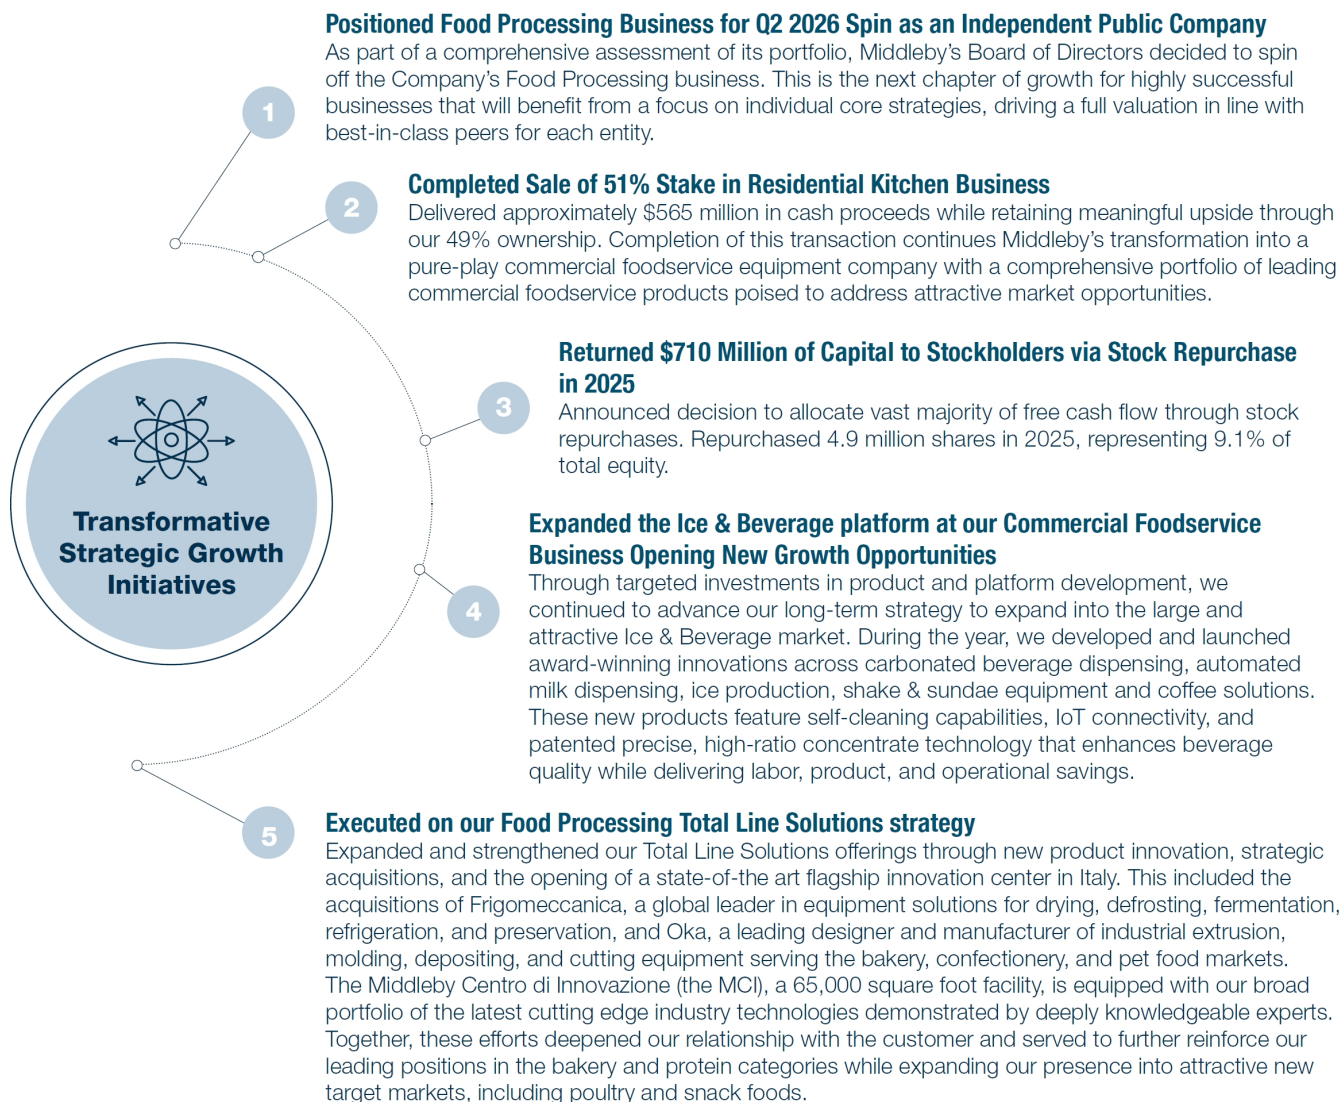 Positioned Food Processing Business for Q2 2026 Spin as an Independent Public Company
As part of a comprehensive assessment of its portfolio, Middleby's Board of Directors decided to spin
off the Company's Food Processing business. This is the next chapter of growth for highly successful
businesses that will benefit from a focus on individual core strategies, driving a full valuation in line with
best-in-class peers for each entity.
1
Completed Sale of 51% Stake in Residential Kitchen Business
Delivered approximately $565 million in cash proceeds while retaining meaningful upside through
our 49% ownership. Completion of this transaction continues Middleby's transformation into a
pure-play commercial foodservice equipment company with a comprehensive portfolio of leading
commercial foodservice products poised to address attractive market opportunities.
2
Returned $710 Million of Capital to Stockholders via Stock Repurchase
in 2025
Announced decision to allocate vast majority of free cash flow through stock
repurchases. Repurchased 4.9 million shares in 2025, representing 9.1% of
total equity.
3
Transformative
Strategic Growth
Initiatives
Expanded the Ice & Beverage platform at our Commercial Foodservice
Business Opening New Growth Opportunities
Through targeted investments in product and platform development, we
continued to advance our long-term strategy to expand into the large and
attractive Ice & Beverage market. During the year, we developed and launched
award-winning innovations across carbonated beverage dispensing, automated
milk dispensing, ice production, shake & sundae equipment and coffee solutions.
These new products feature self-cleaning capabilities, IoT connectivity, and
patented precise, high-ratio concentrate technology that enhances beverage
quality while delivering labor, product, and operational savings.
4
Executed on our Food Processing Total Line Solutions strategy
Expanded and strengthened our Total Line Solutions offerings through new product innovation, strategic
acquisitions, and the opening of a state-of-the art flagship innovation center in Italy. This included the
acquisitions of Frigomeccanica, a global leader in equipment solutions for drying, defrosting, fermentation,
refrigeration, and preservation, and Oka, a leading designer and manufacturer of industrial extrusion,
molding, depositing, and cutting equipment serving the bakery, confectionery, and pet food markets.
The Middleby Centro di Innovazione (the MCI), a 65,000 square foot facility, is equipped with our broad
portfolio of the latest cutting edge industry technologies demonstrated by deeply knowledgeable experts.
Together, these efforts deepened our relationship with the customer and served to further reinforce our
leading positions in the bakery and protein categories while expanding our presence into attractive new
target markets, including poultry and snack foods.
5